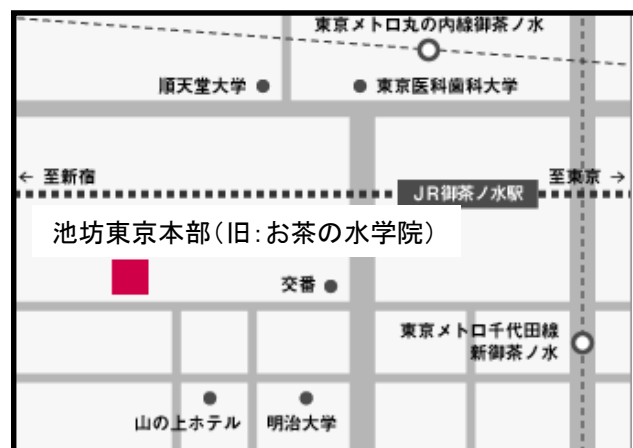 東京メトロ丸の内線御茶ノ水
順天堂大学
東京医科歯科大学
← 至新宿
至東京 →
JR御茶ノ水駅
池坊東京本部（旧：お茶の水学院）
交番
東京メトロ千代田線
新御茶ノ水
山の上ホテル
明治大学